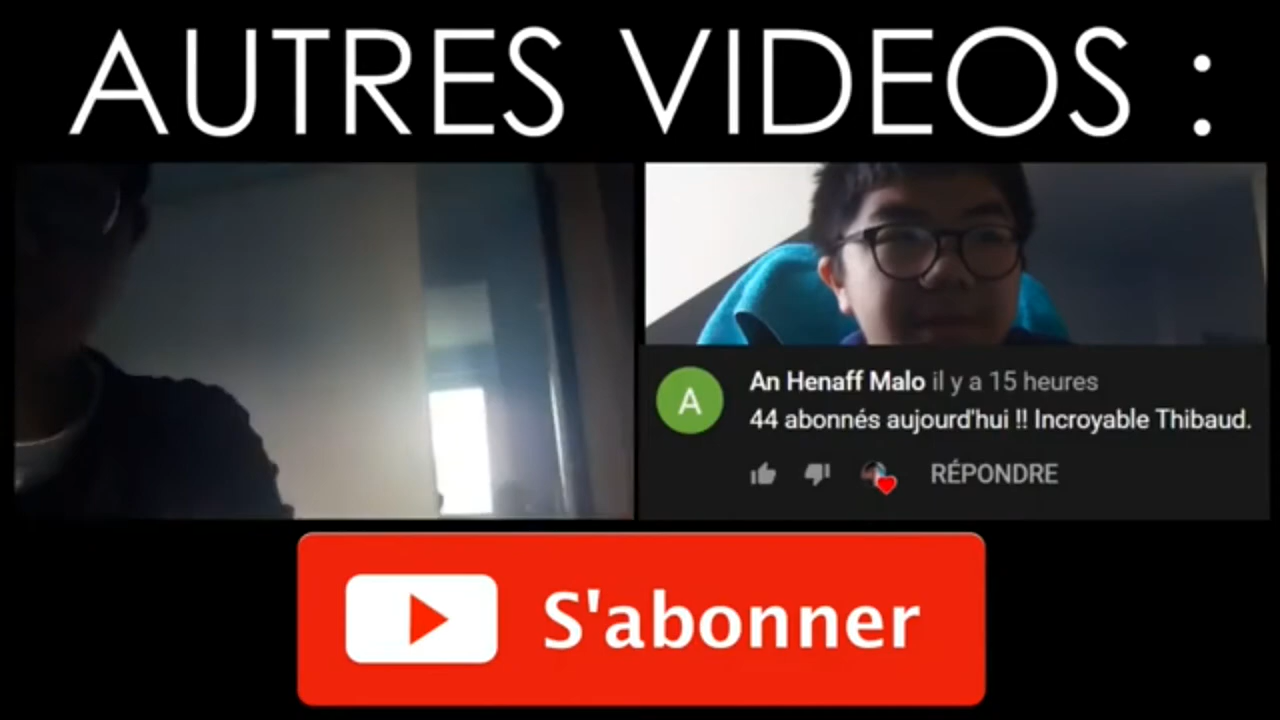 AUTRES VIDEOS :
An Henaff Malo il y a 15 heures
A
44 abonnés aujourd'hui !! Incroyable Thibaud.
RÉPONDRE
S'abonner